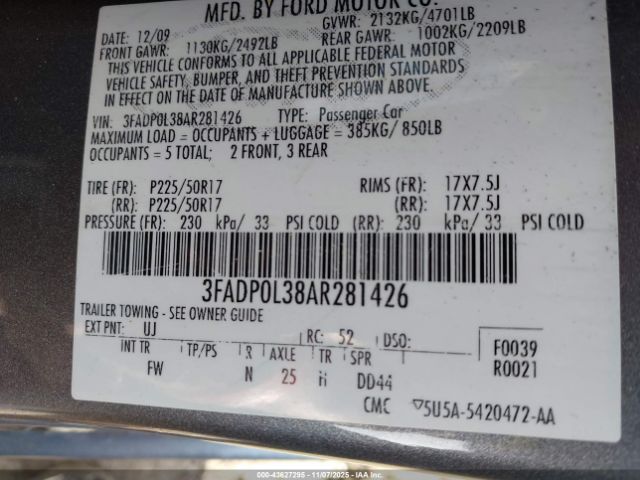 MFD. BY FORD MOTOR CO.
DATE: 12/09 GVWR: 2132KG/4701LB
FRONT GAWR: 1130KG/2492LB REAR GAWR: 1002KG/2209LB
THIS VEHICLE CONFORMS TO ALL APPLICABLE FEDERAL MOTOR
VEHICLE SAFETY, BUMPER, AND THEFT PREVENTION STANDARDS
IN EFFECT ON THE DATE OF MANUFACTURE SHOWN ABOVE.
VIN: 3FADP0L38AR281426 TYPE: Passenger Car
MAXIMUM LOAD = OCCUPANTS + LUGGAGE = 385KG/ 850LB
OCCUPANTS = 5 TOTAL; 2 FRONT, 3 REAR
TIRE (FR): P225/50R17 RIMS (FR): 17X7.5J
(RR): P225/50R17 (RR): 17X7.5J
PRESSURE (FR): 230 kPa/ 33 PSI COLD (RR): 230 kPa/ 33 PSI COLD
3FADP0L38AR281426
TRAILER TOWING - SEE OWNER GUIDE
EXT PNT: UJ RC: 52 DSO: F0039
INT TR TP/PS R AXLE TR SPR R0021
FW N 25 DD44
CMC 5U5A-5420472-AA
000-43627295 - 11/07/2025 - IAAI.com